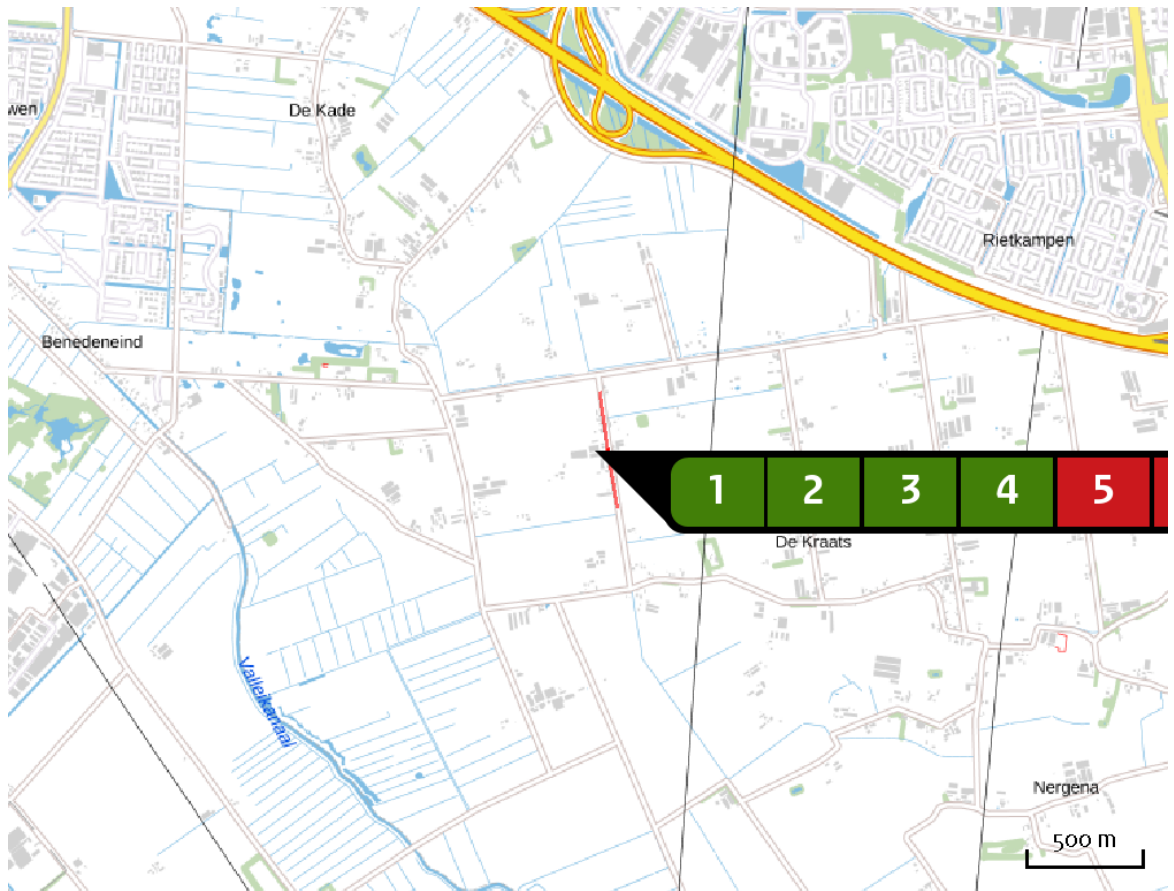 wen
De Kade
Rietkampen
Benedeneind
1 2 3 4 5
De Kraats
Valleikanaal
Nergena
500 m